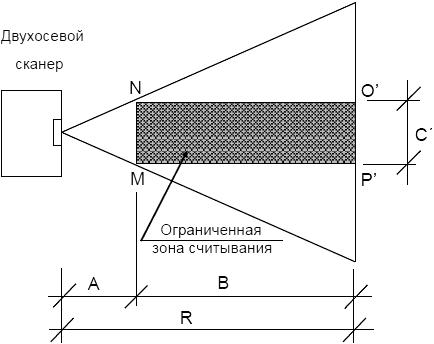 Двухосевой
сканер
N
O'
C'
M
P'
Ограниченная
зона считывания
A
B
R